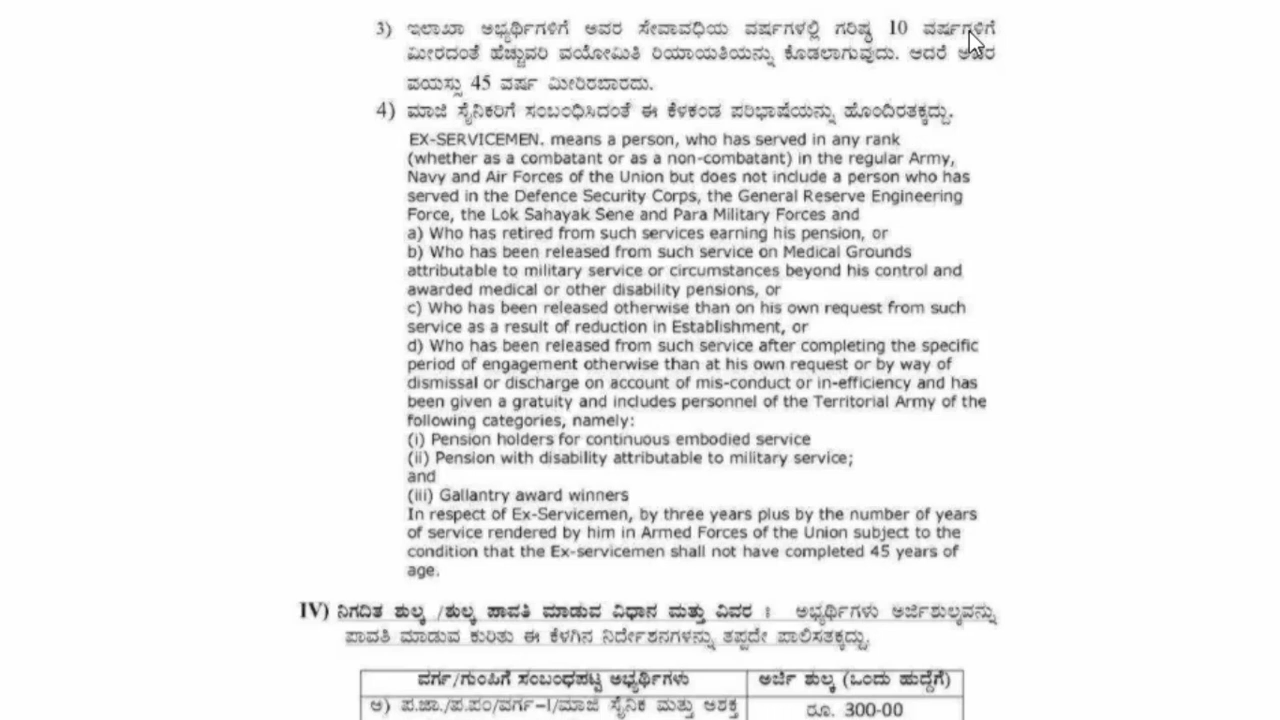 3) ಇಲಾಖಾ ಅಭ್ಯರ್ಥಿಗಳಿಗೆ ಅವರ ಸೇವಾವಧಿಯ ವರ್ಷಗಳಲ್ಲಿ ಗರಿಷ್ಠ 10 ವರ್ಷಗಳಿಗೆ
ಮೀರದಂತೆ ಹೆಚ್ಚುವರಿ ವಯೋಮಿತಿ ರಿಯಾಯತಿಯನ್ನು ಕೊಡಲಾಗುವುದು. ಆದರೆ ಅವರ
ವಯಸ್ಸು 45 ವರ್ಷ ಮೀರಿರಬಾರದು.
4) ಮಾಜಿ ಸೈನಿಕರಿಗೆ ಸಂಬಂಧಿಸಿದಂತೆ ಈ ಕೆಳಕಂಡ ಪರಿಭಾಷೆಯನ್ನು ಹೊಂದಿರತಕ್ಕದ್ದು.
EX-SERVICEMEN. means a person, who has served in any rank
(whether as a combatant or as a non-combatant) in the regular Army,
Navy and Air Forces of the Union but does not include a person who has
served in the Defence Security Corps, the General Reserve Engineering
Force, the Lok Sahayak Sene and Para Military Forces and
a) Who has retired from such services earning his pension, or
b) Who has been released from such service on Medical Grounds
attributable to military service or circumstances beyond his control and
awarded medical or other disability pensions, or
c) Who has been released otherwise than on his own request from such
service as a result of reduction in Establishment, or
d) Who has been released from such service after completing the specific
period of engagement otherwise than at his own request or by way of
dismissal or discharge on account of mis-conduct or in-efficiency and has
been given a gratuity and includes personnel of the Territorial Army of the
following categories, namely:
(i) Pension holders for continuous embodied service
(ii) Pension with disability attributable to military service;
and
(iii) Gallantry award winners
In respect of Ex-Servicemen, by three years plus by the number of years
of service rendered by him in Armed Forces of the Union subject to the
condition that the Ex-servicemen shall not have completed 45 years of
age.
IV) ನಿಗದಿತ ಶುಲ್ಕ /ಶುಲ್ಕ ಪಾವತಿ ಮಾಡುವ ವಿಧಾನ ಮತ್ತು ವಿವರ : ಅಭ್ಯರ್ಥಿಗಳು ಅರ್ಜಿಶುಲ್ಕವನ್ನು
ಪಾವತಿ ಮಾಡುವ ಕುರಿತು ಈ ಕೆಳಗಿನ ನಿರ್ದೇಶನಗಳನ್ನು ತಪ್ಪದೇ ಪಾಲಿಸತಕ್ಕದ್ದು.
ವರ್ಗ/ಗುಂಪಿಗೆ ಸಂಬಂಧಪಟ್ಟ ಅಭ್ಯರ್ಥಿಗಳು ಅರ್ಜಿ ಶುಲ್ಕ (ಒಂದು ಹುದ್ದೆಗೆ)
ಅ) ಪ.ಜಾ./ಪ.ಪಂ/ವರ್ಗ-I/ಮಾಜಿ ಸೈನಿಕ ಮತ್ತು ಅಶಕ್ತ ರೂ. 300-00